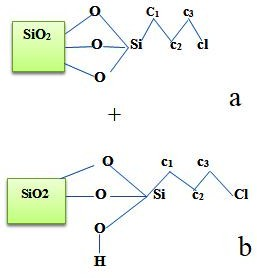 O C₁ c₃
SiO₂ O Si c₂ cl
O a
+
O c₁ c₃
SiO2 O Si c₂ Cl
O
H b